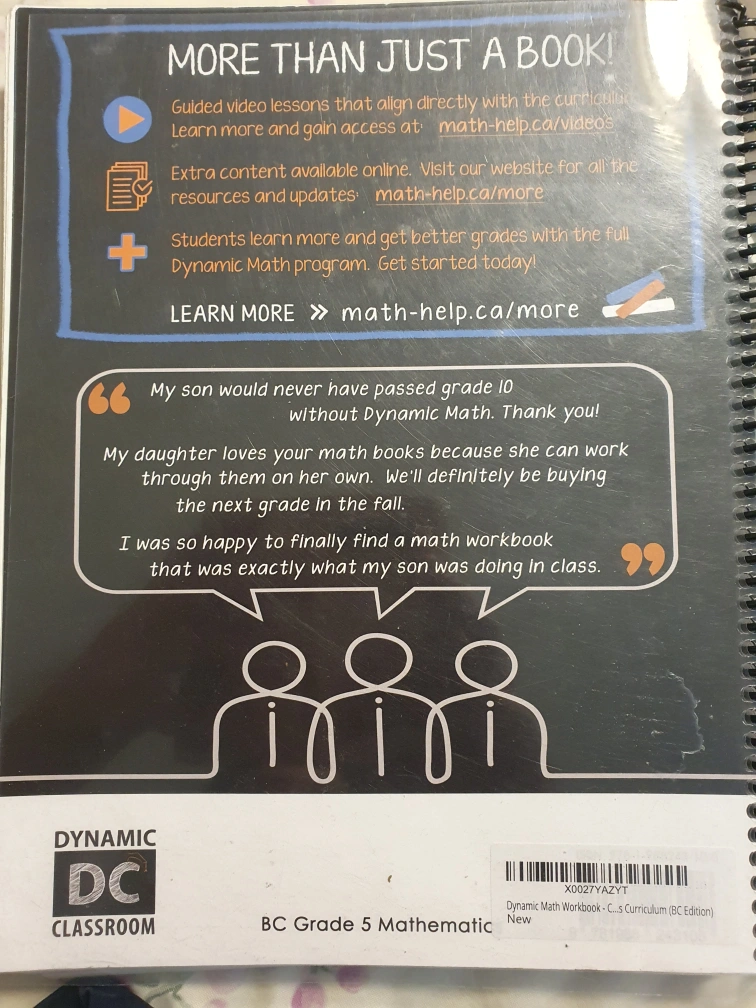 MORE THAN JUST A BOOK!
Guided video lessons that align directly with the
Learn more and gain access at: math-help.ca/videos
Extra content available online. Visit our website for all the
resources and updates: math-help.ca/more
Students learn more and get better grades with the full
Dynamic Math program. Get started today!
LEARN MORE >> math-help.ca/more
“ My son would never have passed grade 10
without Dynamic Math. Thank you!
My daughter loves your math books because she can work
through them on her own. We'll definitely be buying
the next grade in the fall.
I was so happy to finally find a math workbook
that was exactly what my son was doing in class. ”
DYNAMIC
DC
CLASSROOM
BC Grade 5 Mathematic
X0027YAZYT
Dynamic Math Workbook - C...s Curriculum (BC Edition)
New